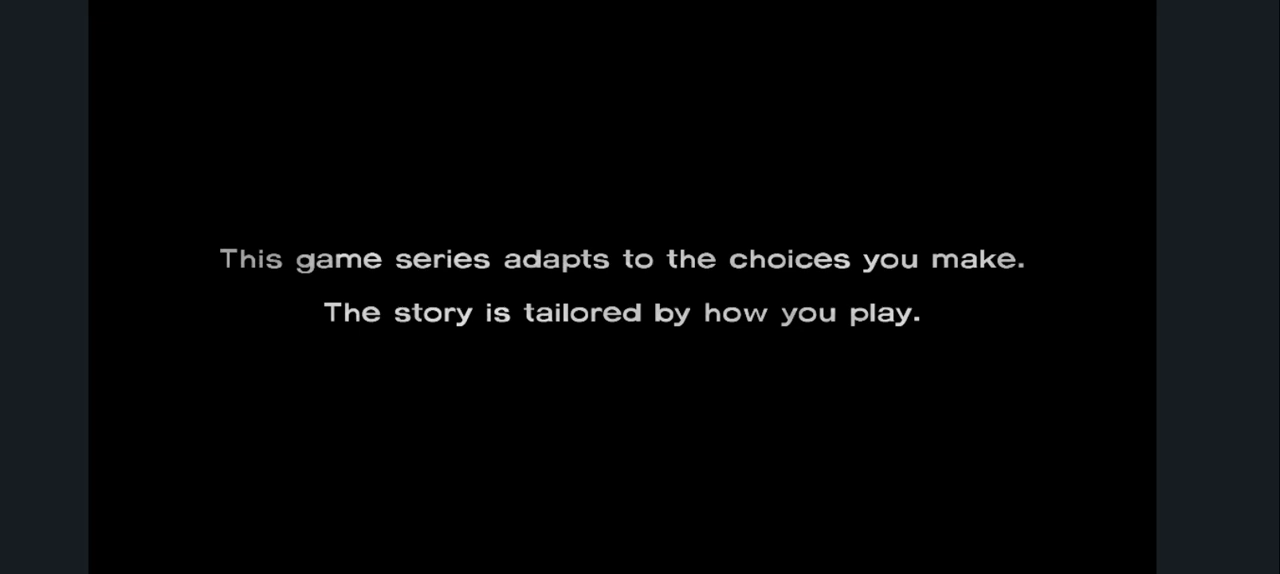 This game series adapts to the choices you make.
The story is tailored by how you play.